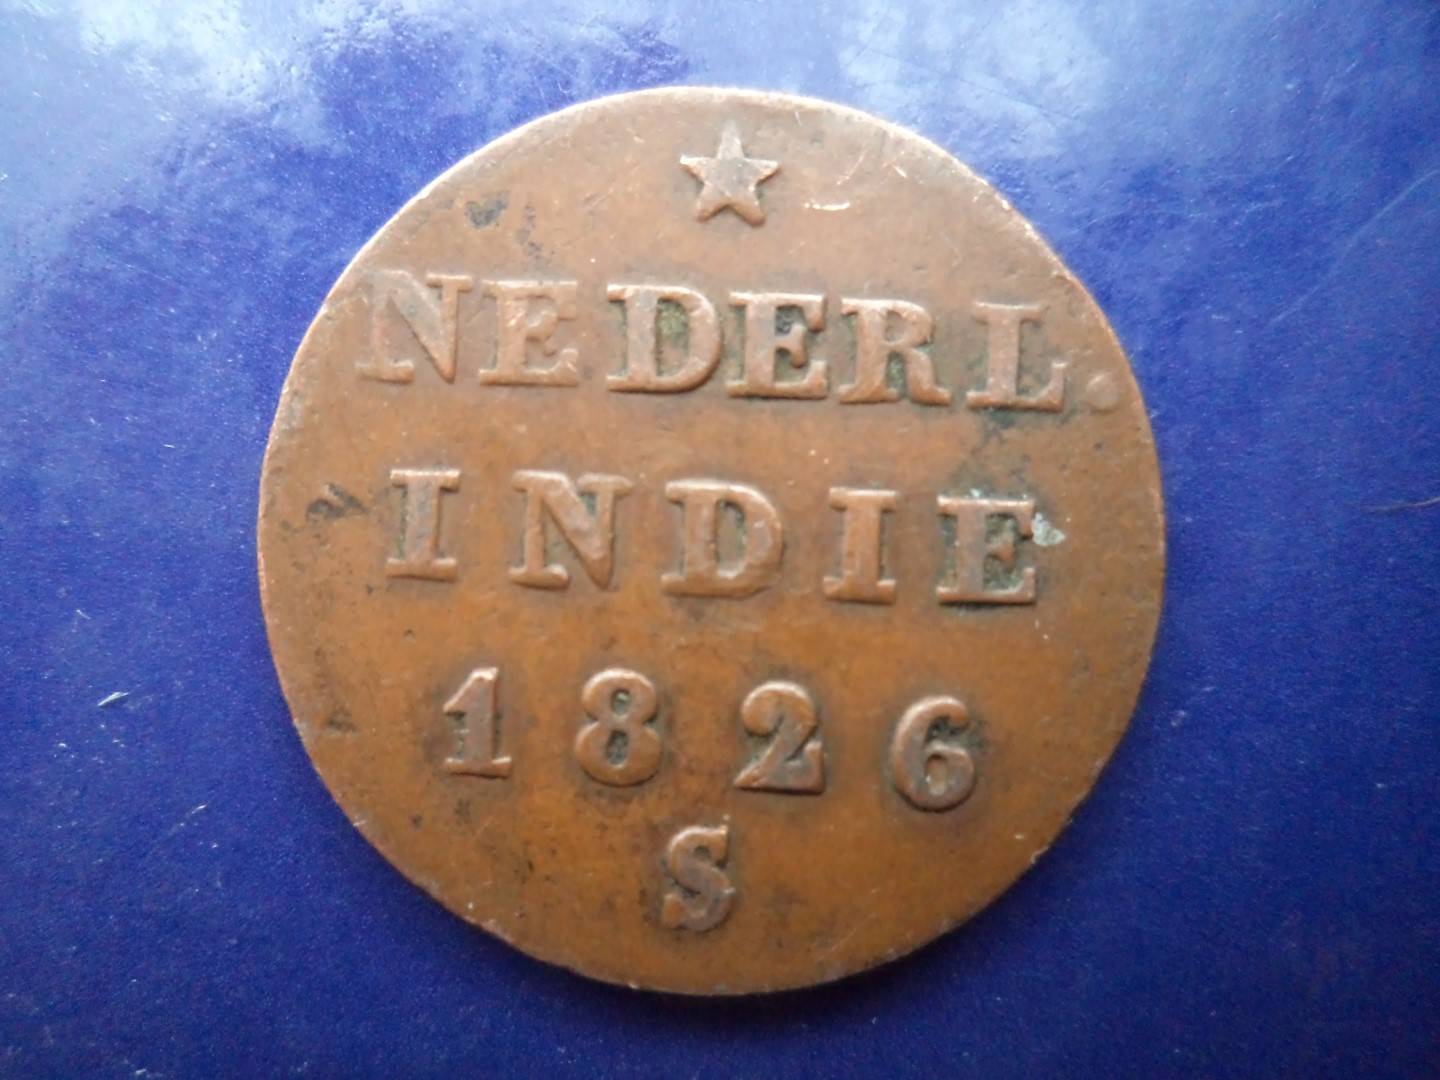 NEDERL.
INDIE
1826
S